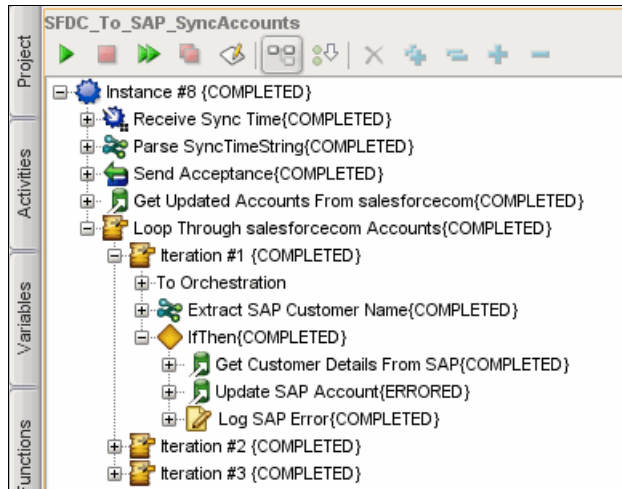 SFDC_To_SAP_SyncAccounts
Project
Activities
Variables
Functions
Instance #8 {COMPLETED}
Receive Sync Time{COMPLETED}
Parse SyncTimeString{COMPLETED}
Send Acceptance{COMPLETED}
Get Updated Accounts From salesforcecom{COMPLETED}
Loop Through salesforcecom Accounts{COMPLETED}
Iteration #1 {COMPLETED}
To Orchestration
Extract SAP Customer Name{COMPLETED}
IfThen{COMPLETED}
Get Customer Details From SAP{COMPLETED}
Update SAP Account{ERRORED}
Log SAP Error{COMPLETED}
Iteration #2 {COMPLETED}
Iteration #3 {COMPLETED}